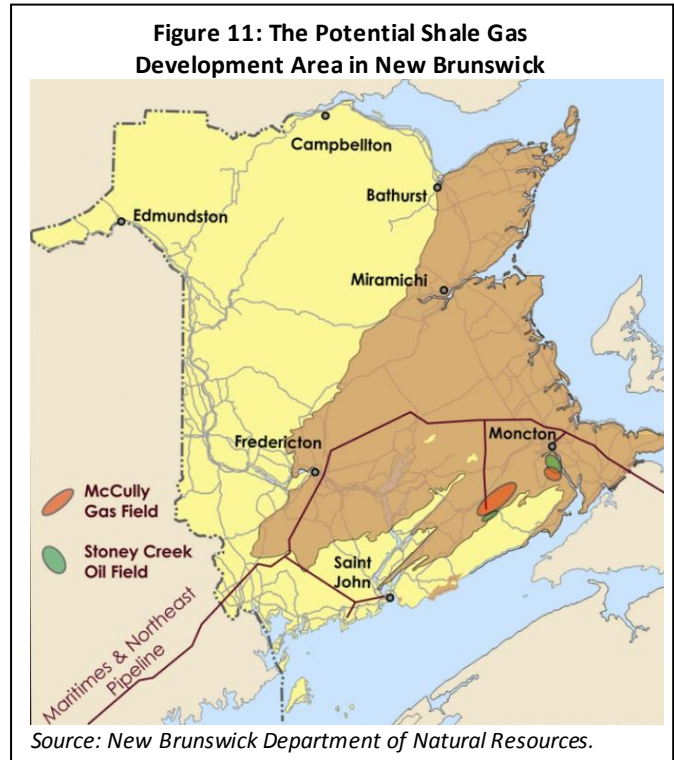 Figure 11: The Potential Shale Gas
Development Area in New Brunswick
Campbellton
Bathurst
Edmundston
Miramichi
Fredericton
Moncton
McCully
Gas Field
Stoney Creek
Oil Field
Saint
John
Maritimes & Northeast
Pipeline
Source: New Brunswick Department of Natural Resources.